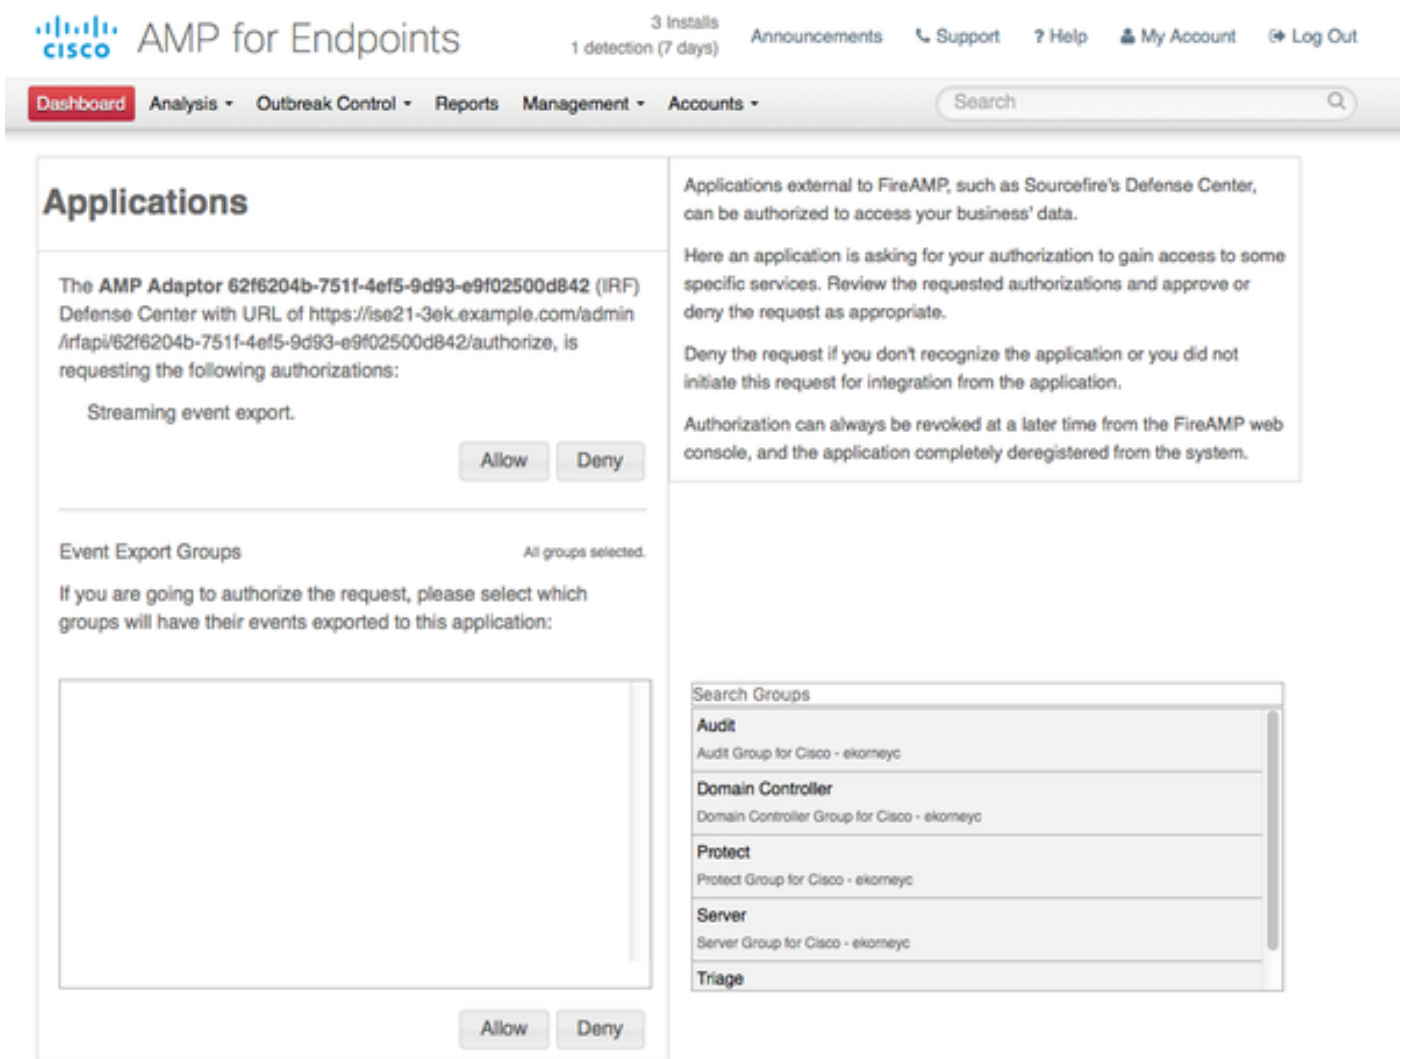 CISCO AMP for Endpoints
3 Installs
1 detection (7 days)
Announcements Support ? Help My Account Log Out
Dashboard Analysis Outbreak Control Reports Management Accounts Search
Applications
The AMP Adaptor 62f6204b-751f-4ef5-9d93-e9f02500d842 (IRF)
Defense Center with URL of https://ise21-3ek.example.com/admin
/irfapi/62f6204b-751f-4ef5-9d93-e9f02500d842/authorize, is
requesting the following authorizations:
Streaming event export.
Allow Deny
Applications external to FireAMP, such as Sourcefire's Defense Center,
can be authorized to access your business' data.
Here an application is asking for your authorization to gain access to some
specific services. Review the requested authorizations and approve or
deny the request as appropriate.
Deny the request if you don't recognize the application or you did not
initiate this request for integration from the application.
Authorization can always be revoked at a later time from the FireAMP web
console, and the application completely deregistered from the system.
Event Export Groups All groups selected.
If you are going to authorize the request, please select which
groups will have their events exported to this application:
Search Groups
Audit
Audit Group for Cisco - ekorneyc
Domain Controller
Domain Controller Group for Cisco - ekorneyc
Protect
Protect Group for Cisco - ekorneyc
Server
Server Group for Cisco - ekorneyc
Triage
Allow Deny